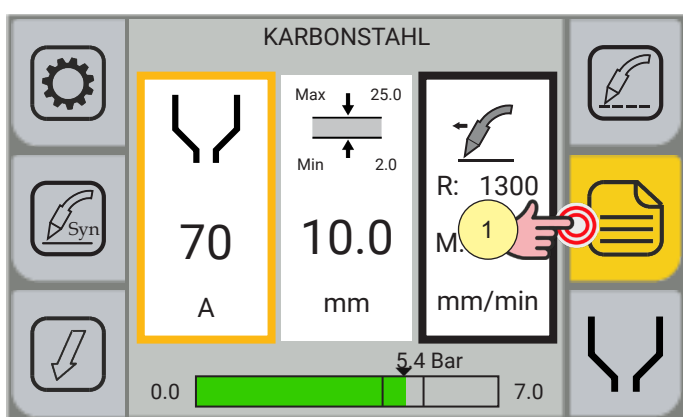 KARBONSTAHL
Max 25.0
Min 2.0
R: 1300
Syn
70
10.0
M:
1
A
mm
mm/min
5.4 Bar
0.0
7.0